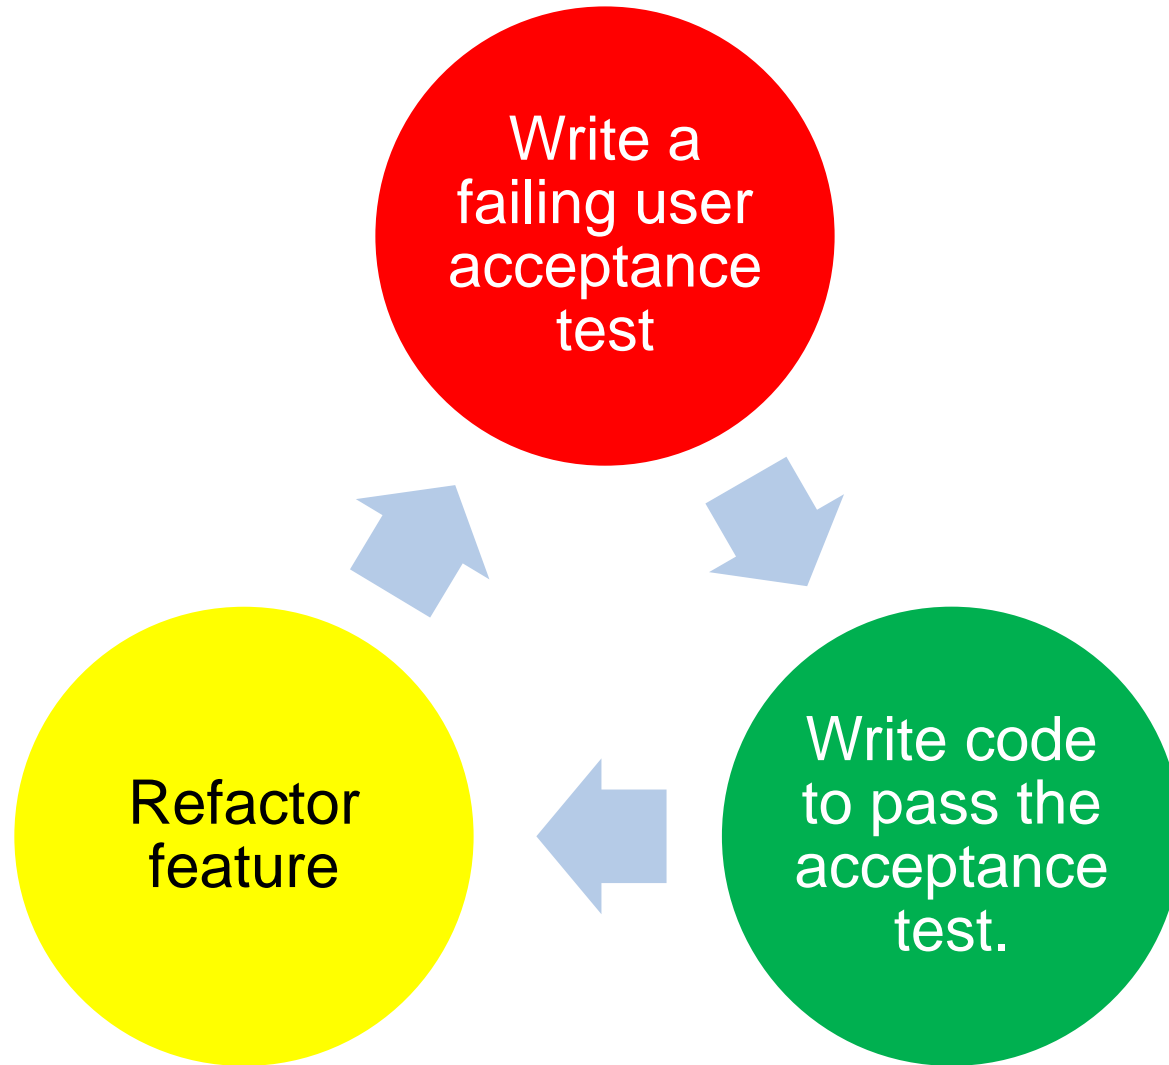 Write a
failing user
acceptance
test
Write code
to pass the
acceptance
test.
Refactor
feature